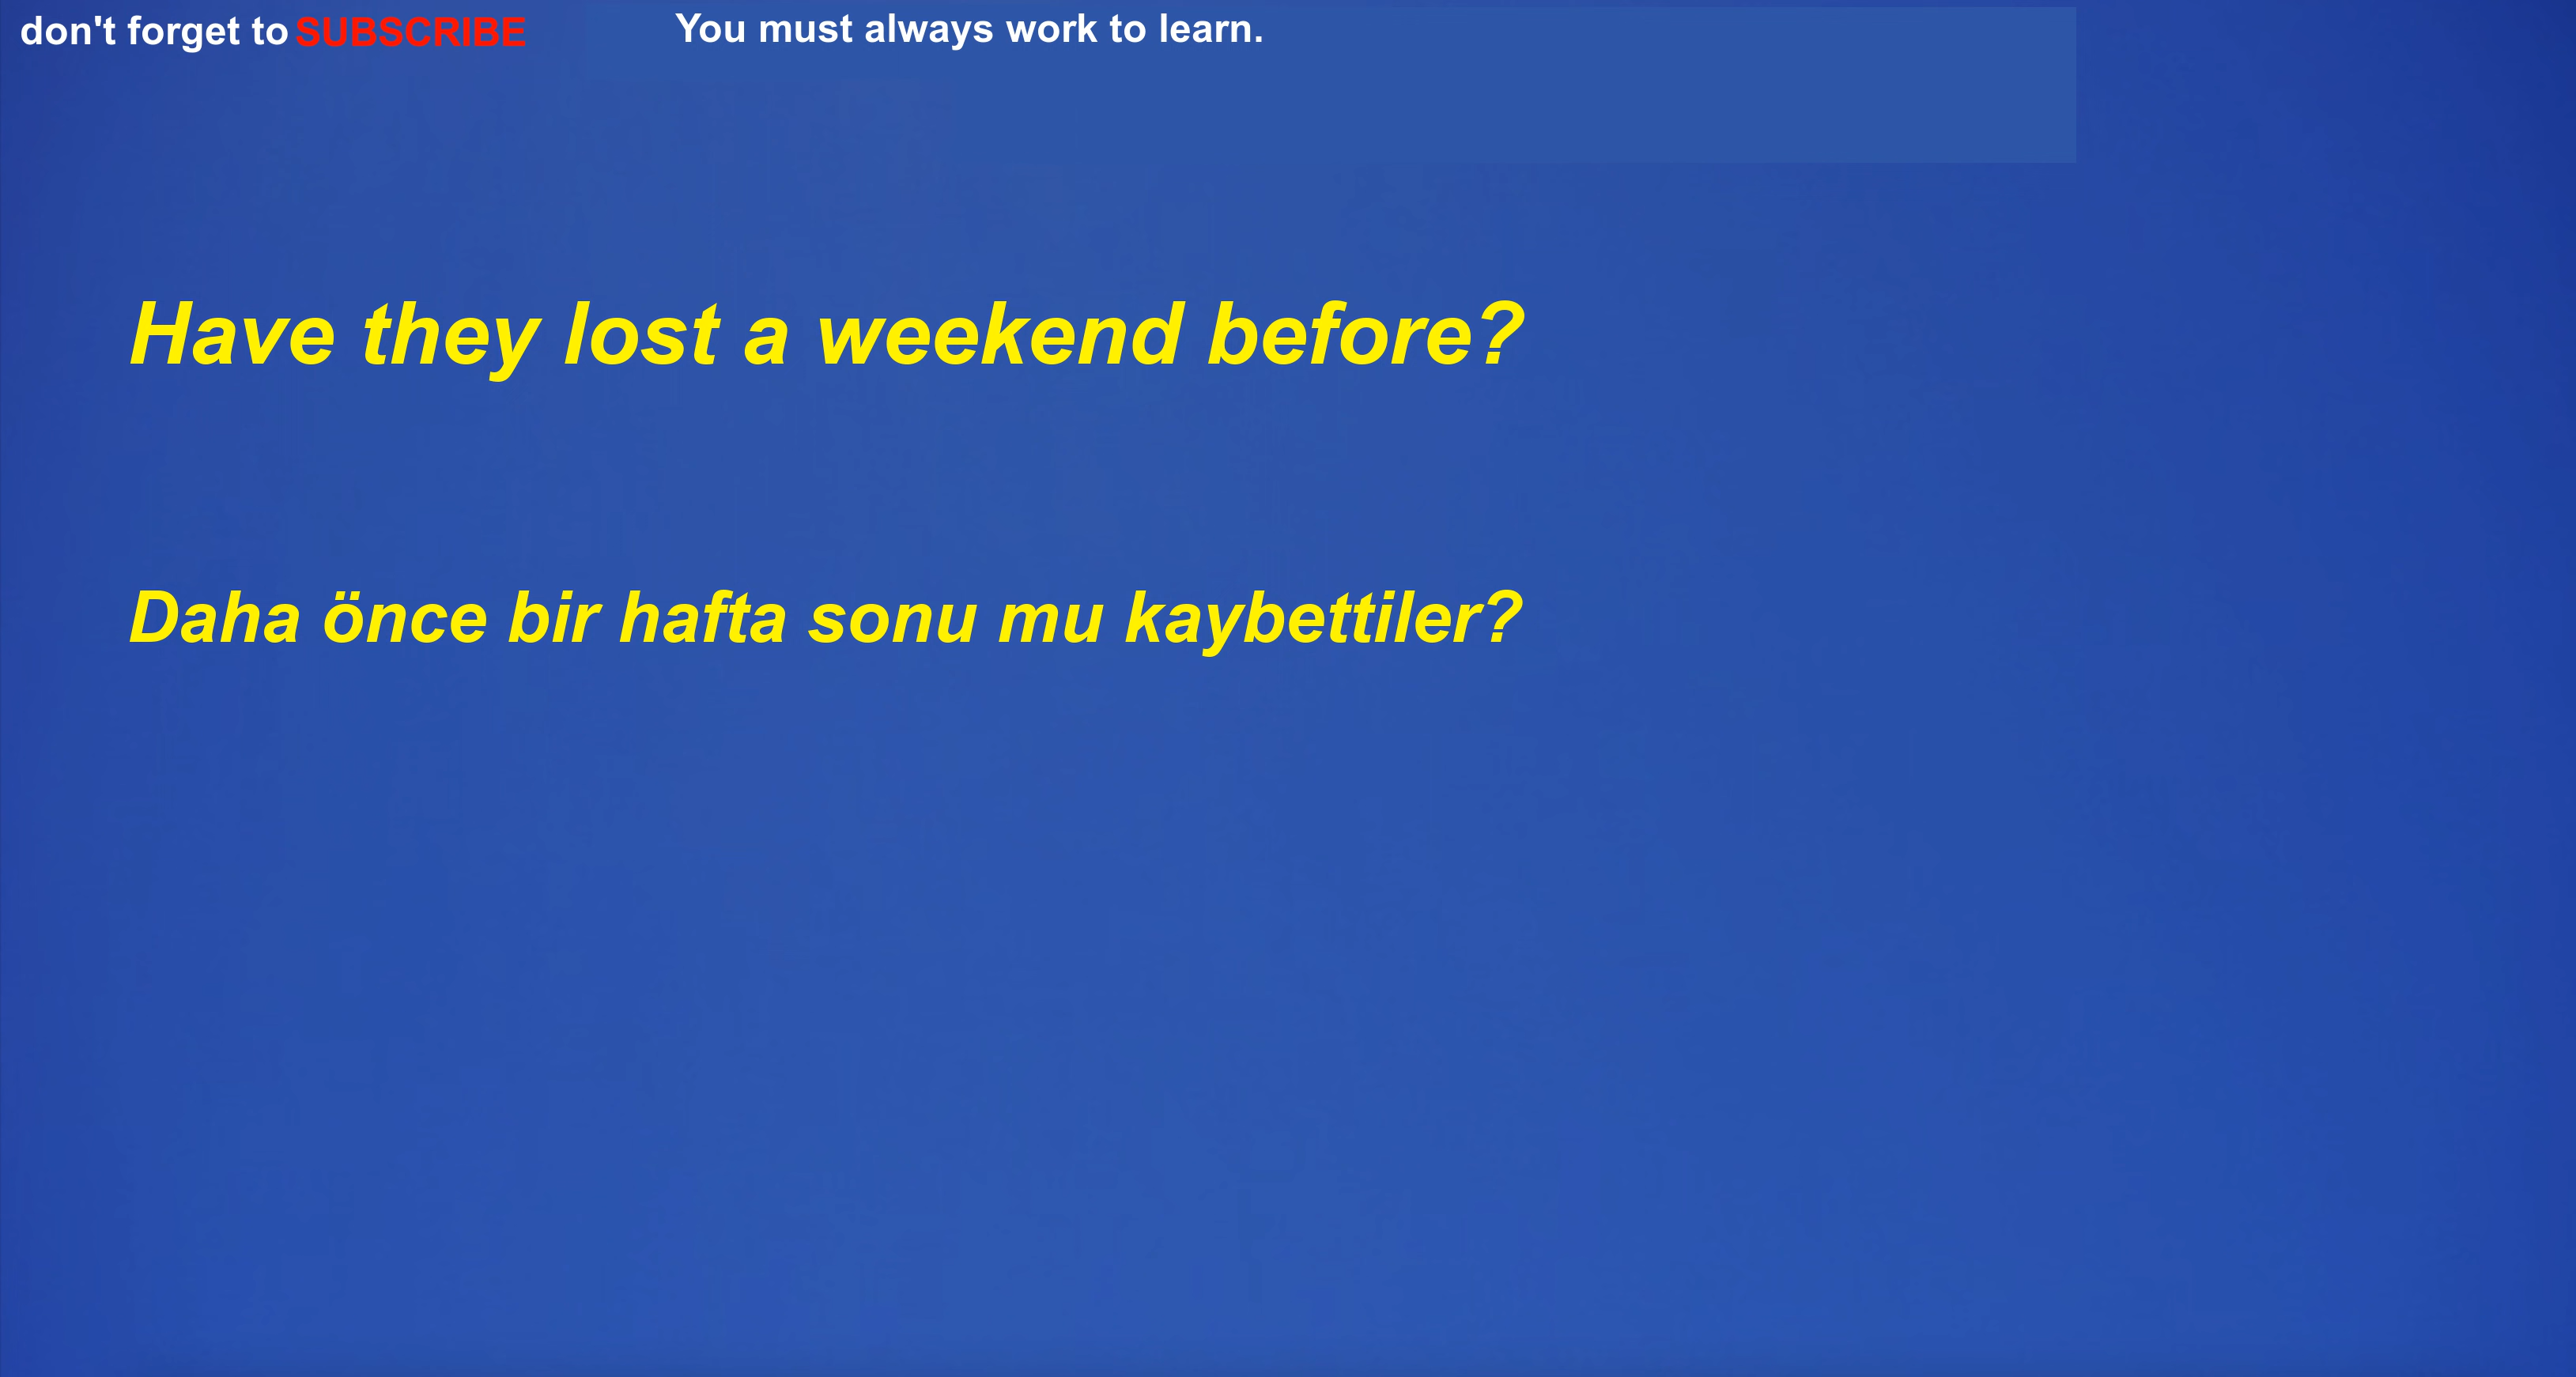 don't forget to SUBSCRIBE
You must always work to learn.
Have they lost a weekend before?
Daha önce bir hafta sonu mu kaybettiler?